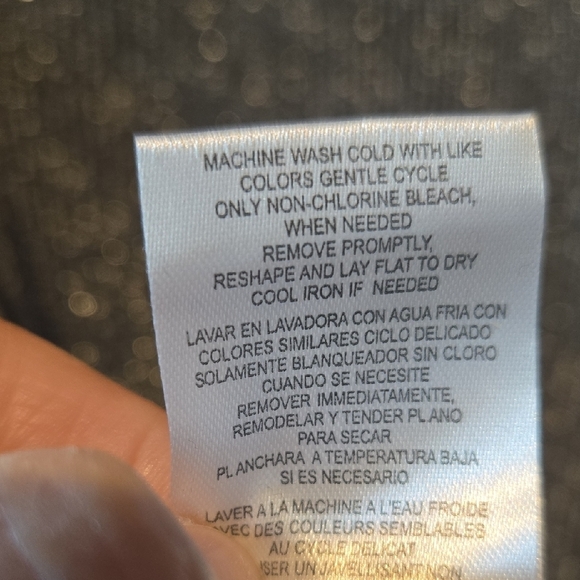 MACHINE WASH COLD WITH LIKE
COLORS GENTLE CYCLE
ONLY NON-CHLORINE BLEACH,
WHEN NEEDED
REMOVE PROMPTLY,
RESHAPE AND LAY FLAT TO DRY
COOL IRON IF NEEDED
LAVAR EN LAVADORA CON AGUA FRIA CON
COLORES SIMILARES CICLO DELICADO
SOLAMENTE BLANQUEADOR SIN CLORO
CUANDO SE NECESITE
REMOVER IMMEDIATAMENTE,
REMODELAR Y TENDER PLANO
PARA SECAR
PLANCHARA A TEMPERATURA BAJA
SI ES NECESARIO
LAVER A LA MACHINE A L'EAU FROIDE
DES COULEURS SEMBLABLES
AU CYCLE DELICAT
UN JAVELLISANT NON